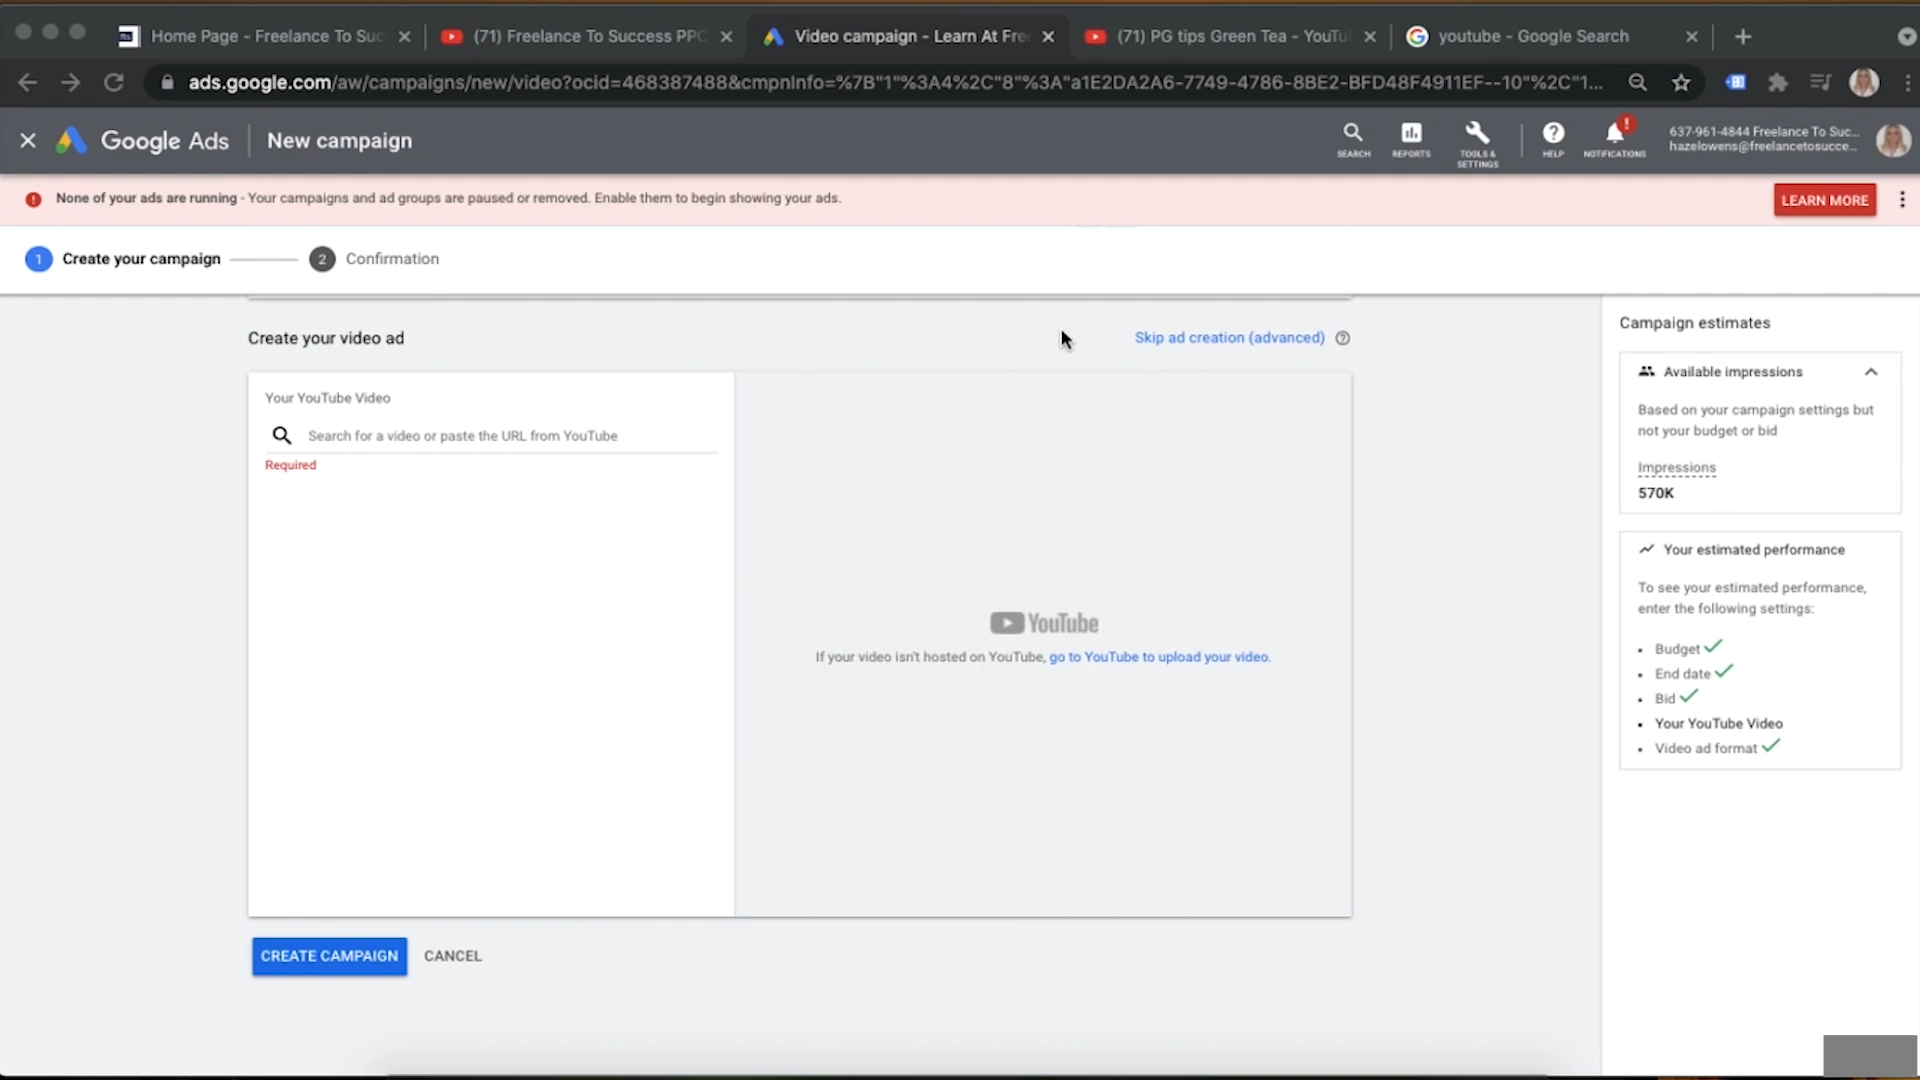 Home Page - Freelance To Suc
(71) Freelance To Success PPC
Video campaign - Learn At Fre
(71) PG tips Green Tea - YouTu
youtube - Google Search
ads.google.com/aw/campaigns/new/video?ocid=468387488&cmpnInfo=%7B"1"%3A4%2C"8"%3A"a1E2DA2A6-7749-4786-8BE2-BFD48F4911EF--10"%2C"1...
Google Ads
New campaign
SEARCH
REPORTS
TOOLS &
SETTINGS
HELP
NOTIFICATIONS
637-961-4844 Freelance To Suc...
hazelowens@freelancetosucce...
None of your ads are running - Your campaigns and ad groups are paused or removed. Enable them to begin showing your ads.
LEARN MORE
1 Create your campaign
2 Confirmation
Create your video ad
Skip ad creation (advanced)
Your YouTube Video
Search for a video or paste the URL from YouTube
Required
YouTube
If your video isn't hosted on YouTube, go to YouTube to upload your video.
CREATE CAMPAIGN
CANCEL
Campaign estimates
Available impressions
Based on your campaign settings but
not your budget or bid
Impressions
570K
Your estimated performance
To see your estimated performance,
enter the following settings:
• Budget
• End date
• Bid
• Your YouTube Video
• Video ad format